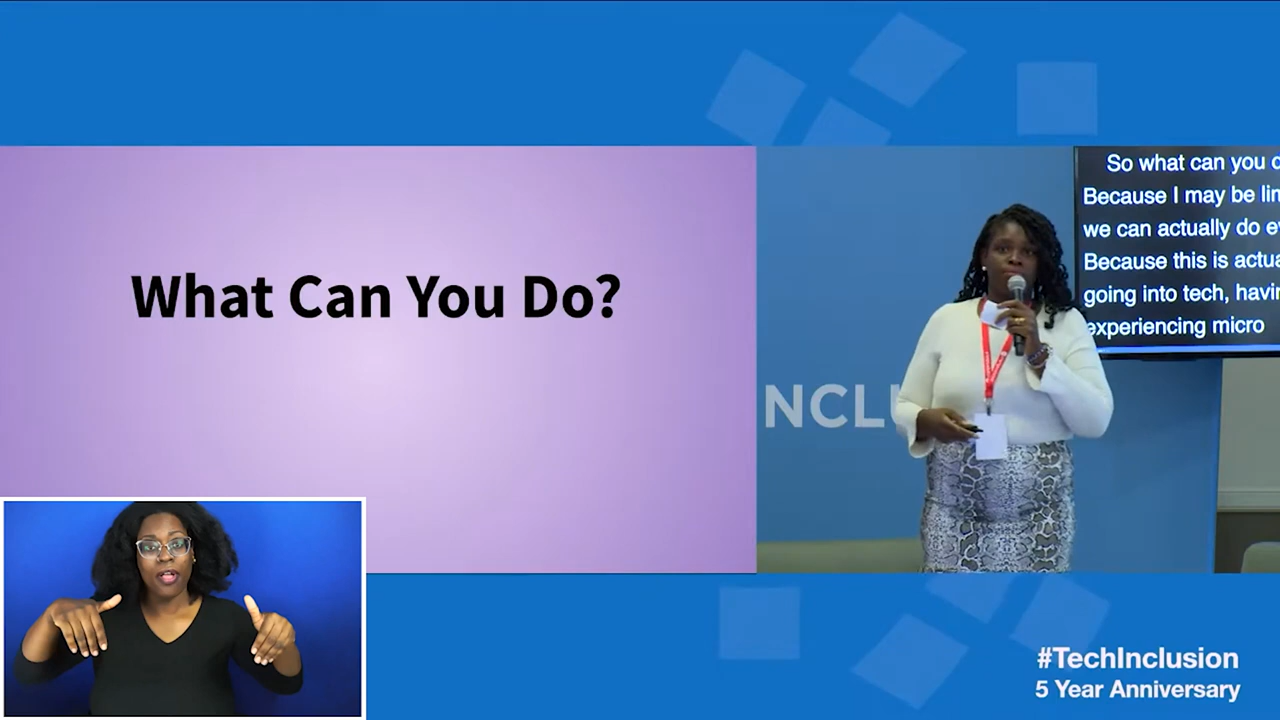 What Can You Do?
So what can you
Because I may be
we can actually do
Because this is
going into tech,
experiencing micro
#TechInclusion
5 Year Anniversary